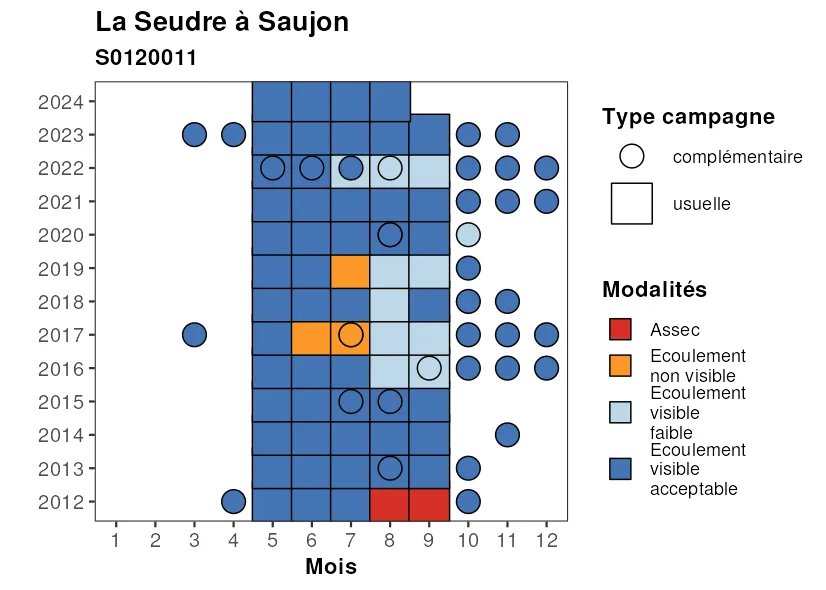 La Seudre à Saujon
S0120011
2024
2023
2022
2021
2020
2019
2018
2017
2016
2015
2014
2013
2012
1 2 3 4 5 6 7 8 9 10 11 12
Mois
Type campagne
complémentaire
usuelle
Modalités
Assec
Ecoulement
non visible
Ecoulement
visible
faible
Ecoulement
visible
acceptable